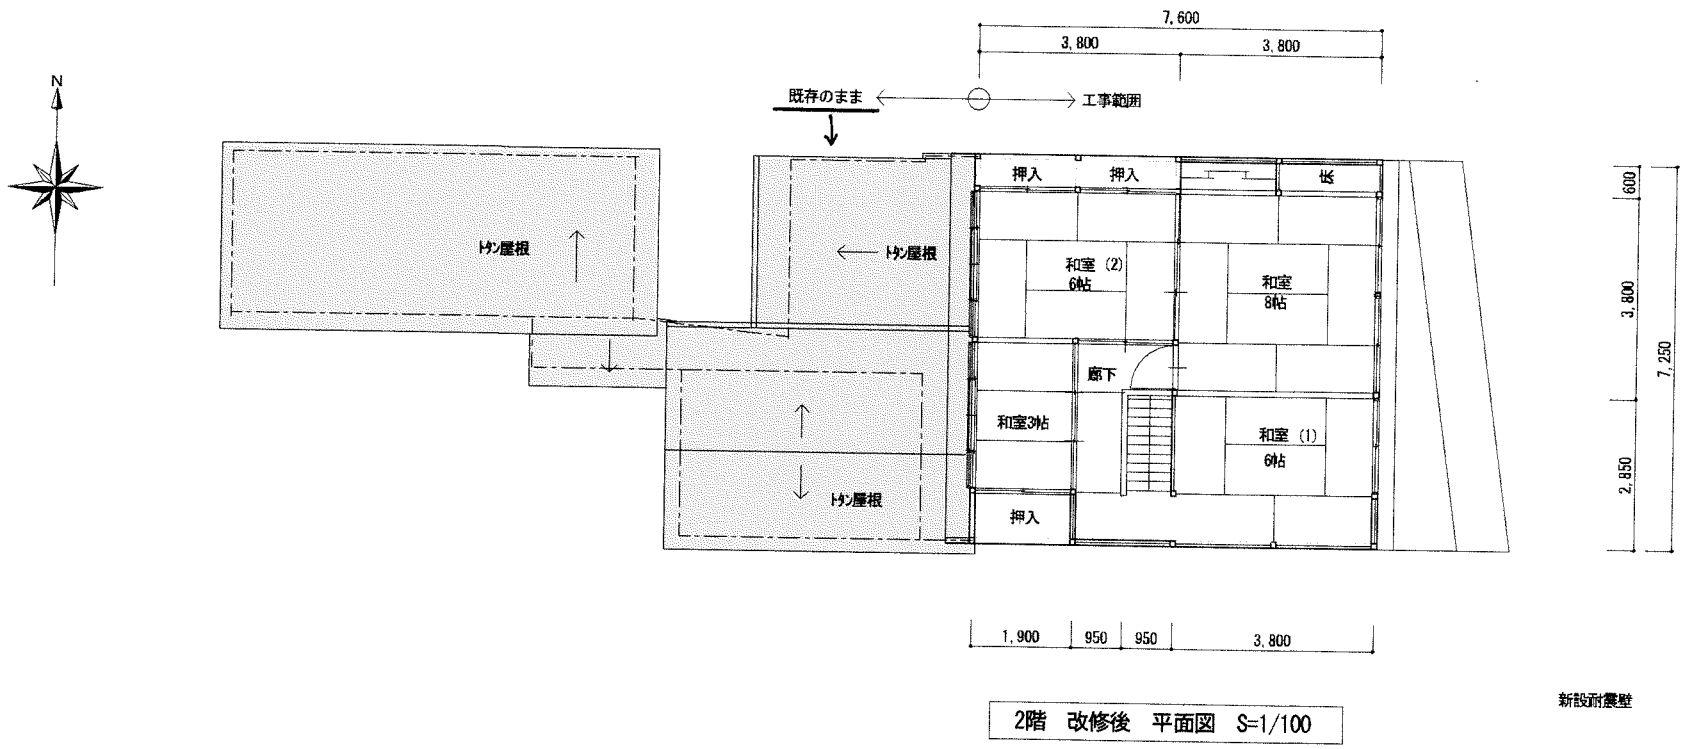 7,600
3,800
3,800
N
既存のまま
工事範囲
押入
押入
床
600
トタン屋根
トタン屋根
和室 (2)
6帖
和室
8帖
3,800
7,250
廊下
和室3帖
和室 (1)
6帖
2,850
トタン屋根
押入
1,900
950
950
3,800
新設耐震壁
2階 改修後 平面図 S=1/100